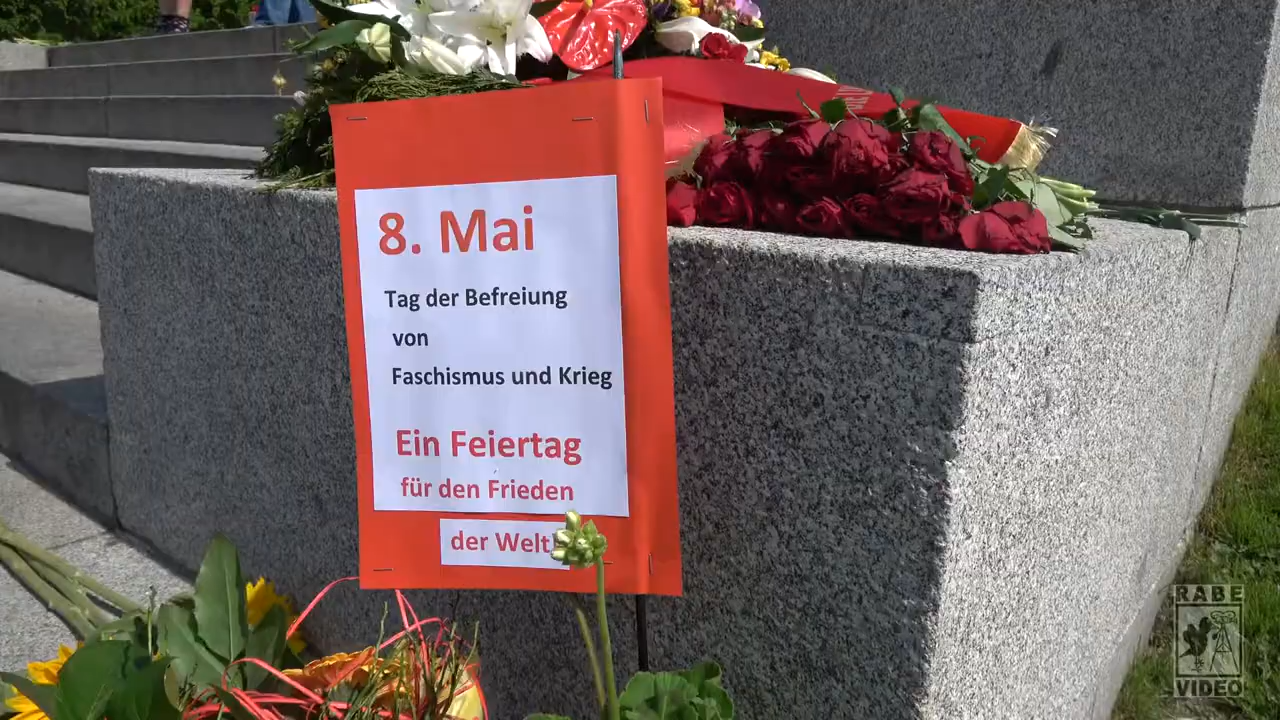 8. Mai
Tag der Befreiung
von
Faschismus und Krieg
Ein Feiertag
für den Frieden
der Welt
RABE
VIDEO